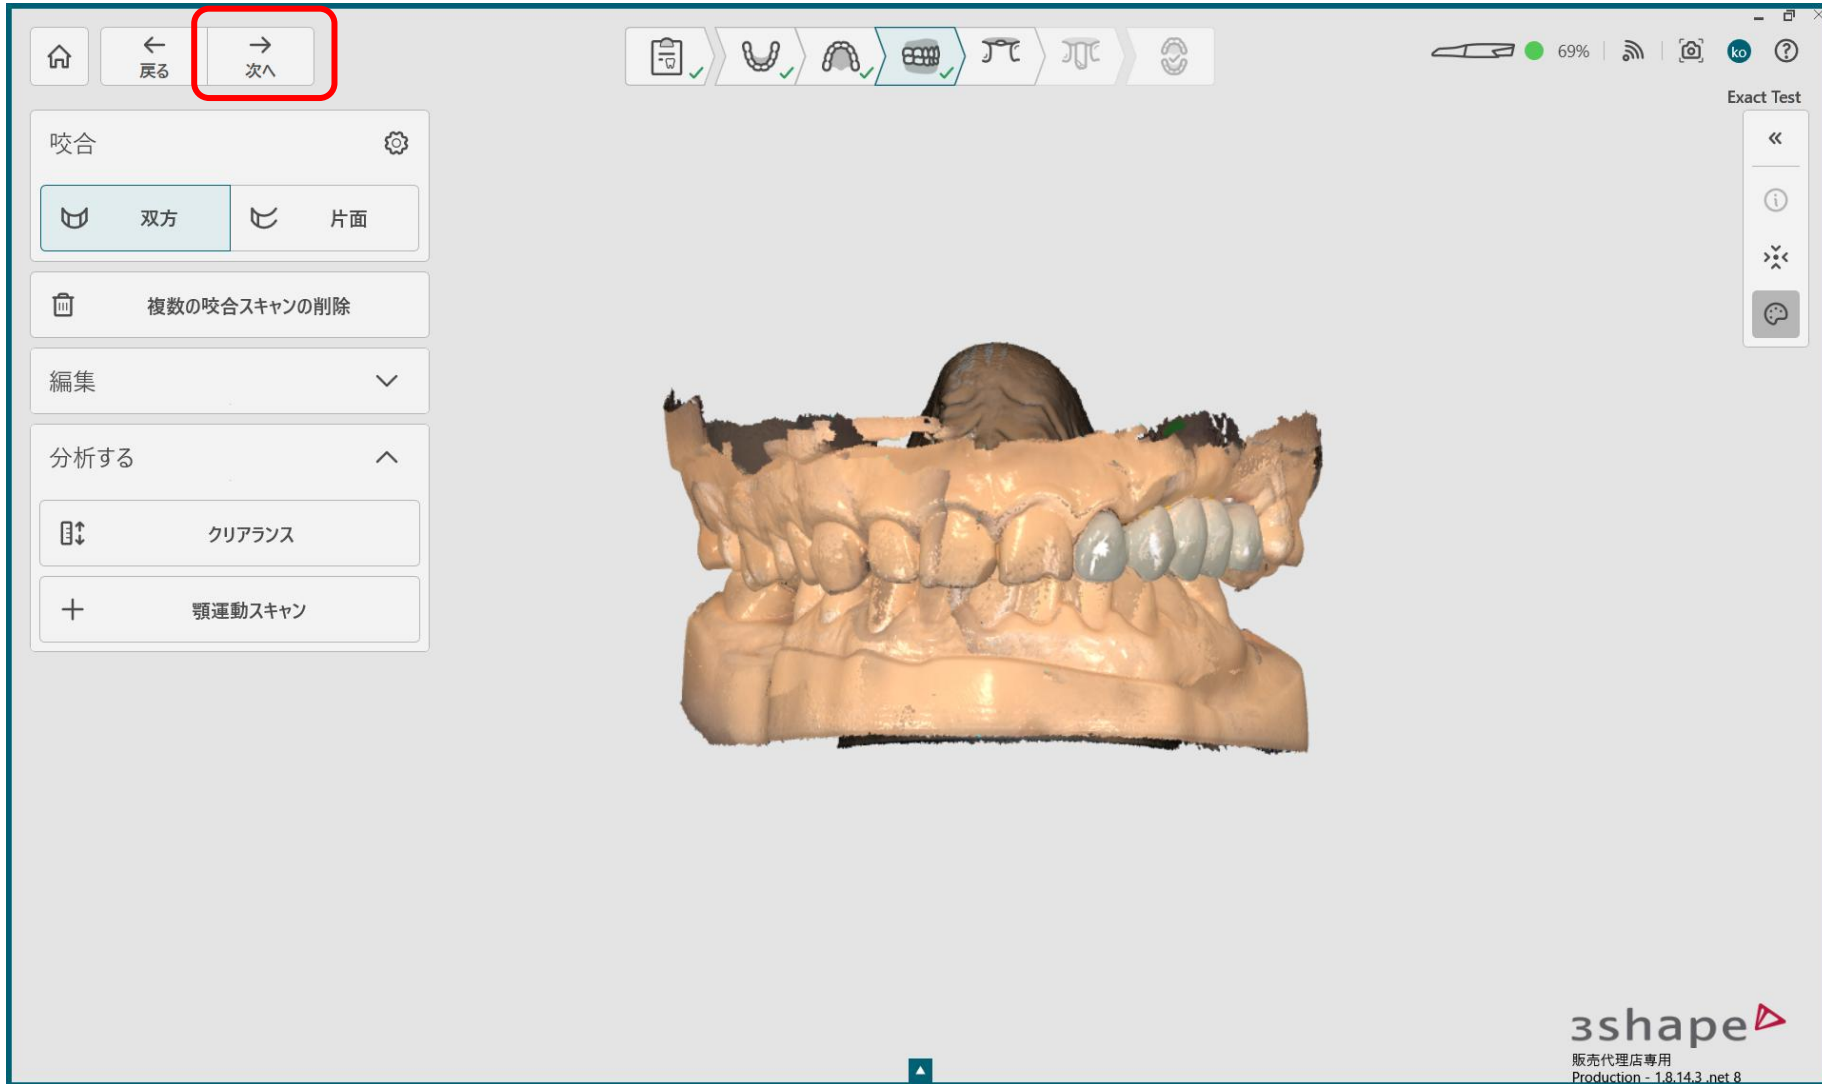 戻る
次へ
69%
ko
Exact Test
咬合
双方
片面
複数の咬合スキャンの削除
編集
分析する
クリアランス
顎運動スキャン
3shape
販売代理店専用
Production - 1.8.14.3 .net 8